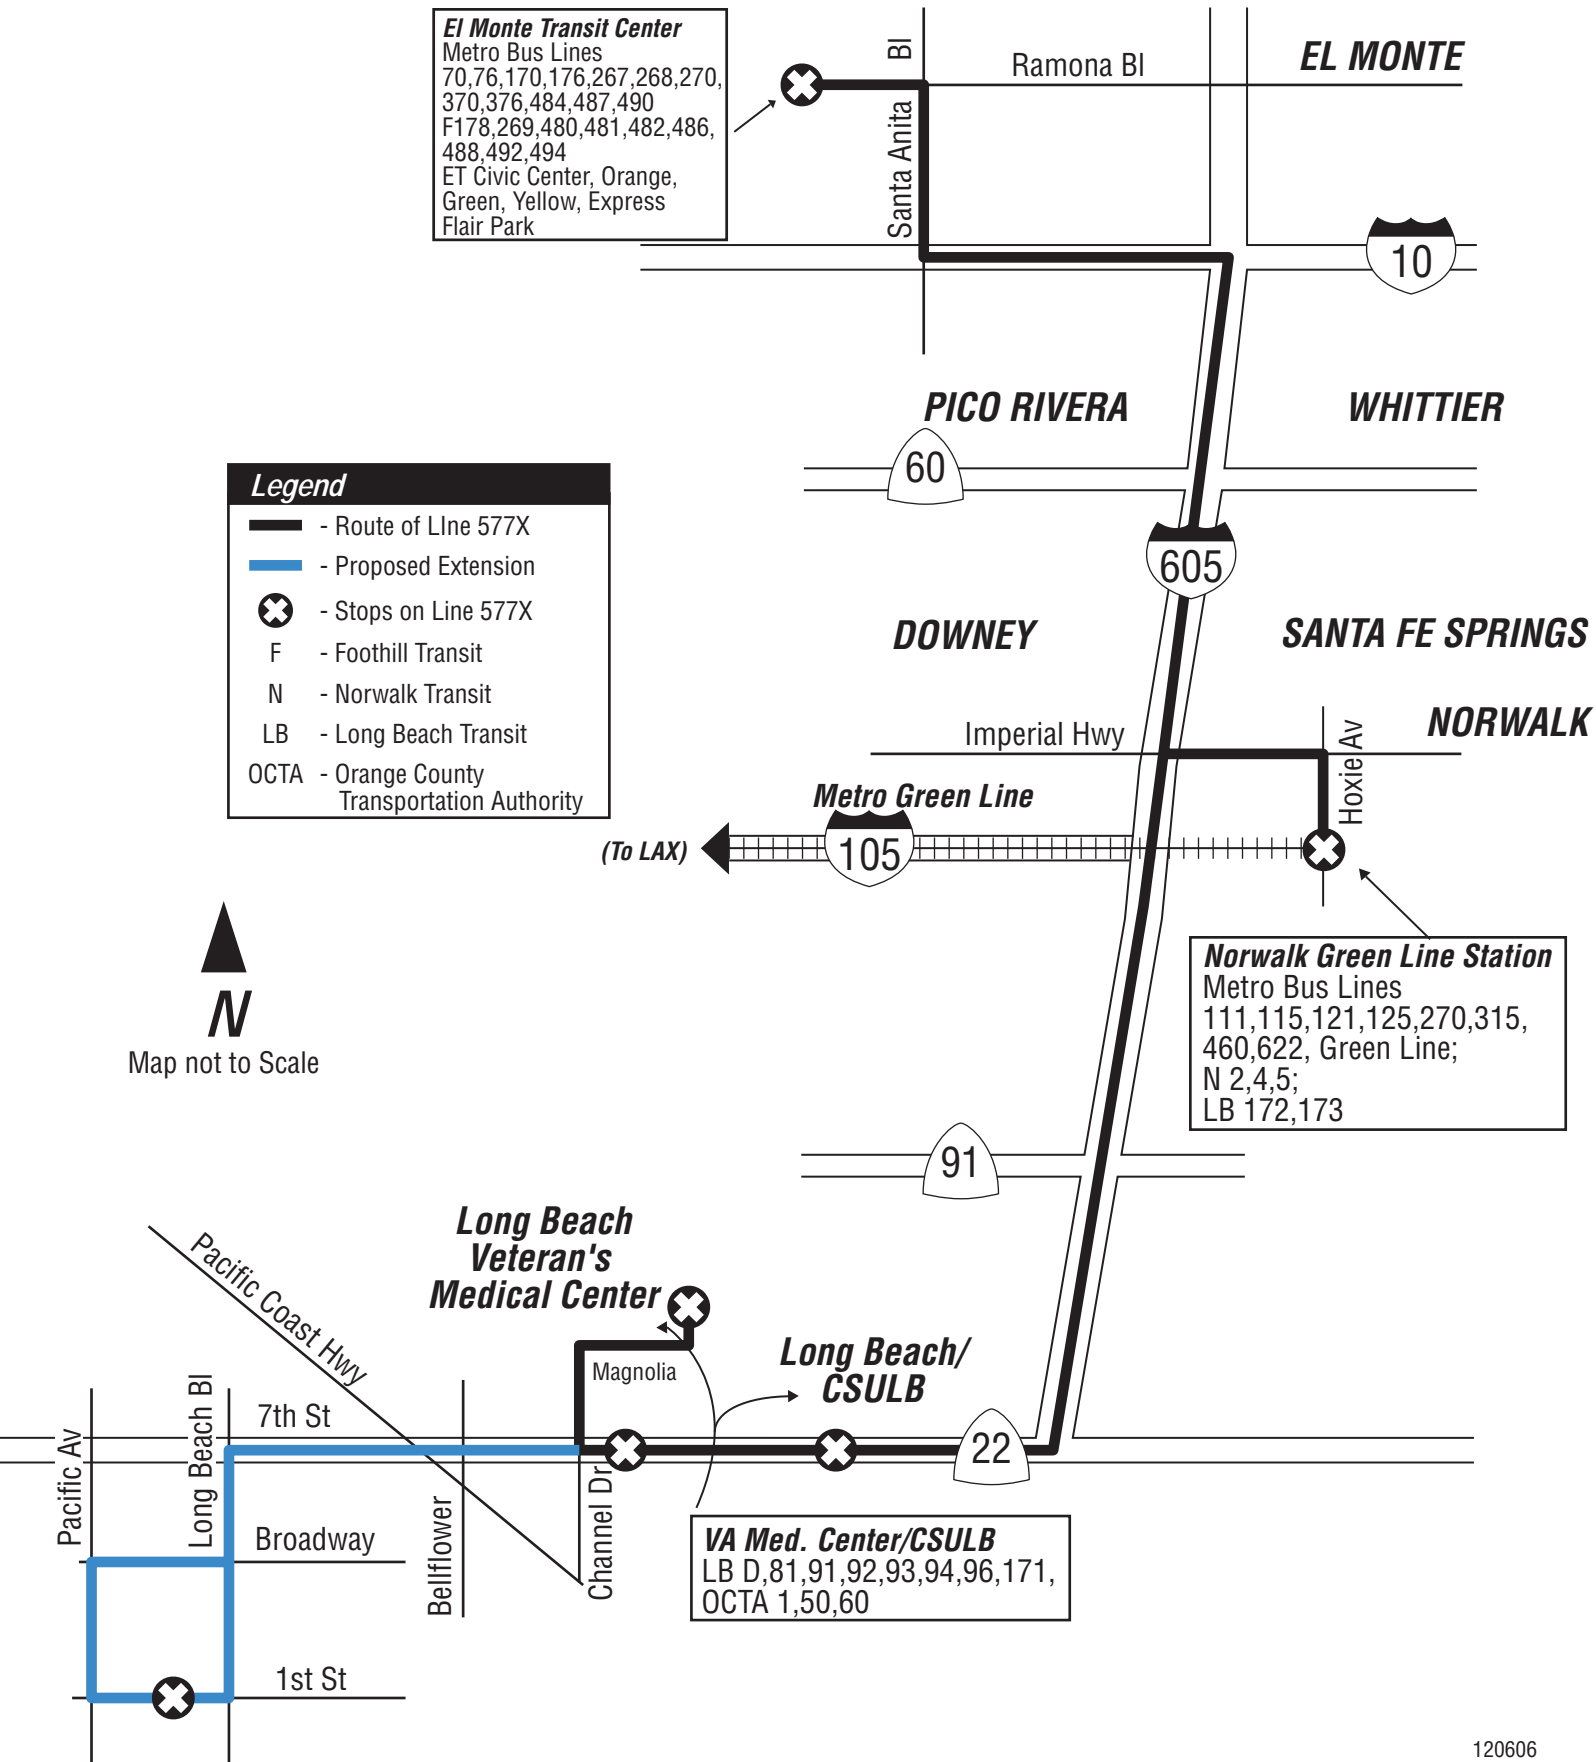 El Monte Transit Center
Metro Bus Lines
70,76,170,176,267,268,270,
370,376,484,487,490
F178,269,480,481,482,486,
488,492,494
ET Civic Center, Orange,
Green, Yellow, Express
Flair Park
Santa Anita Bl
Ramona Bl
EL MONTE
10
PICO RIVERA
WHITTIER
60
Legend
- Route of LIne 577X
- Proposed Extension
- Stops on Line 577X
F - Foothill Transit
N - Norwalk Transit
LB - Long Beach Transit
OCTA - Orange County
Transportation Authority
605
DOWNEY
SANTA FE SPRINGS
NORWALK
Imperial Hwy
Hoxie Av
Metro Green Line
(To LAX)
105
N
Map not to Scale
Norwalk Green Line Station
Metro Bus Lines
111,115,121,125,270,315,
460,622, Green Line;
N 2,4,5;
LB 172,173
91
Long Beach
Veteran's
Medical Center
Pacific Coast Hwy
Magnolia
Long Beach/
CSULB
Pacific Av
Long Beach Bl
7th St
22
Bellflower
Channel Dr
Broadway
VA Med. Center/CSULB
LB D,81,91,92,93,94,96,171,
OCTA 1,50,60
1st St
120606